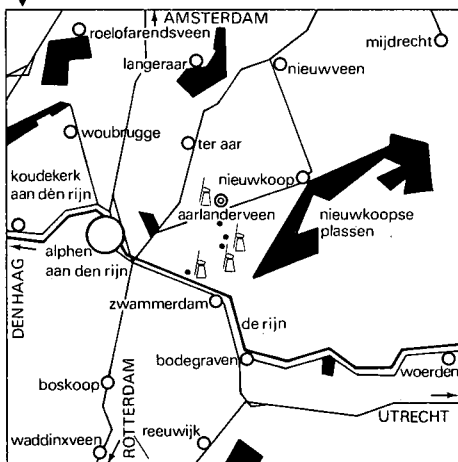 AMSTERDAM
roelofarendsveen
mijdrecht
langeraar
nieuwveen
woubrugge
ter aar
koudekerk
aan dèn rijn
nieuwkoop
aarlanderveen
nieuwkoopse
plassen
alphen
aan den rijn
DEN HAAG
zwammerdam
de rijn
bodegraven
woerden
boskoop
ROTTERDAM
UTRECHT
waddinxveen
reeuwijk